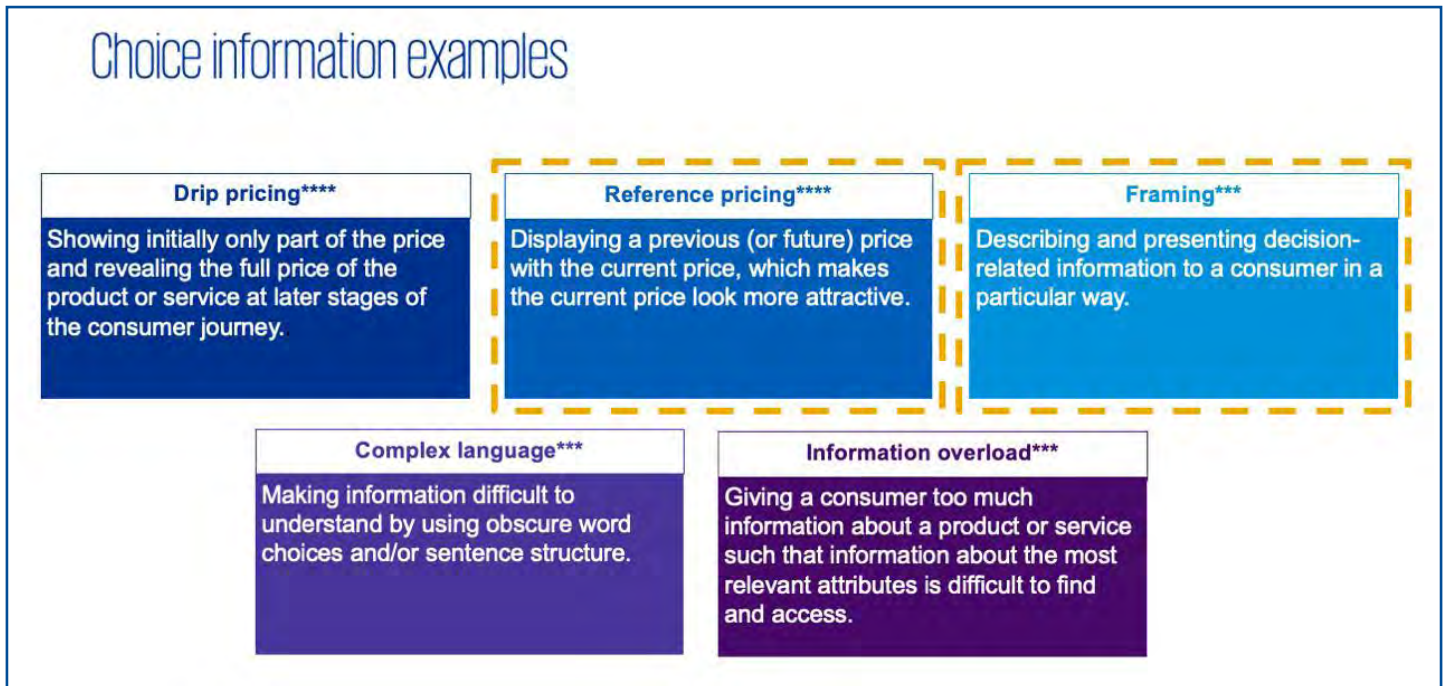 Choice information examples
Drip pricing****
Showing initially only part of the price
and revealing the full price of the
product or service at later stages of
the consumer journey.
Reference pricing****
Displaying a previous (or future) price
with the current price, which makes
the current price look more attractive.
Framing***
Describing and presenting decision-
related information to a consumer in a
particular way.
Complex language***
Making information difficult to
understand by using obscure word
choices and/or sentence structure.
Information overload***
Giving a consumer too much
information about a product or service
such that information about the most
relevant attributes is difficult to find
and access.